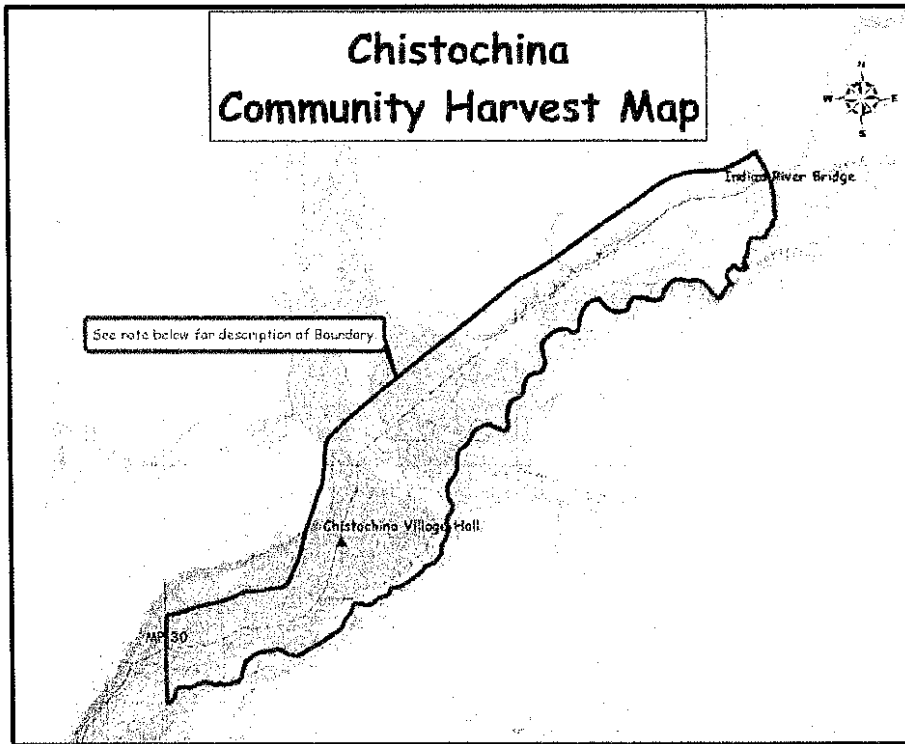 Chistochina
Community Harvest Map
N
W E
S
Indian River Bridge
See note below for description of Boundary.
Chistochina Village Hall
MP 30